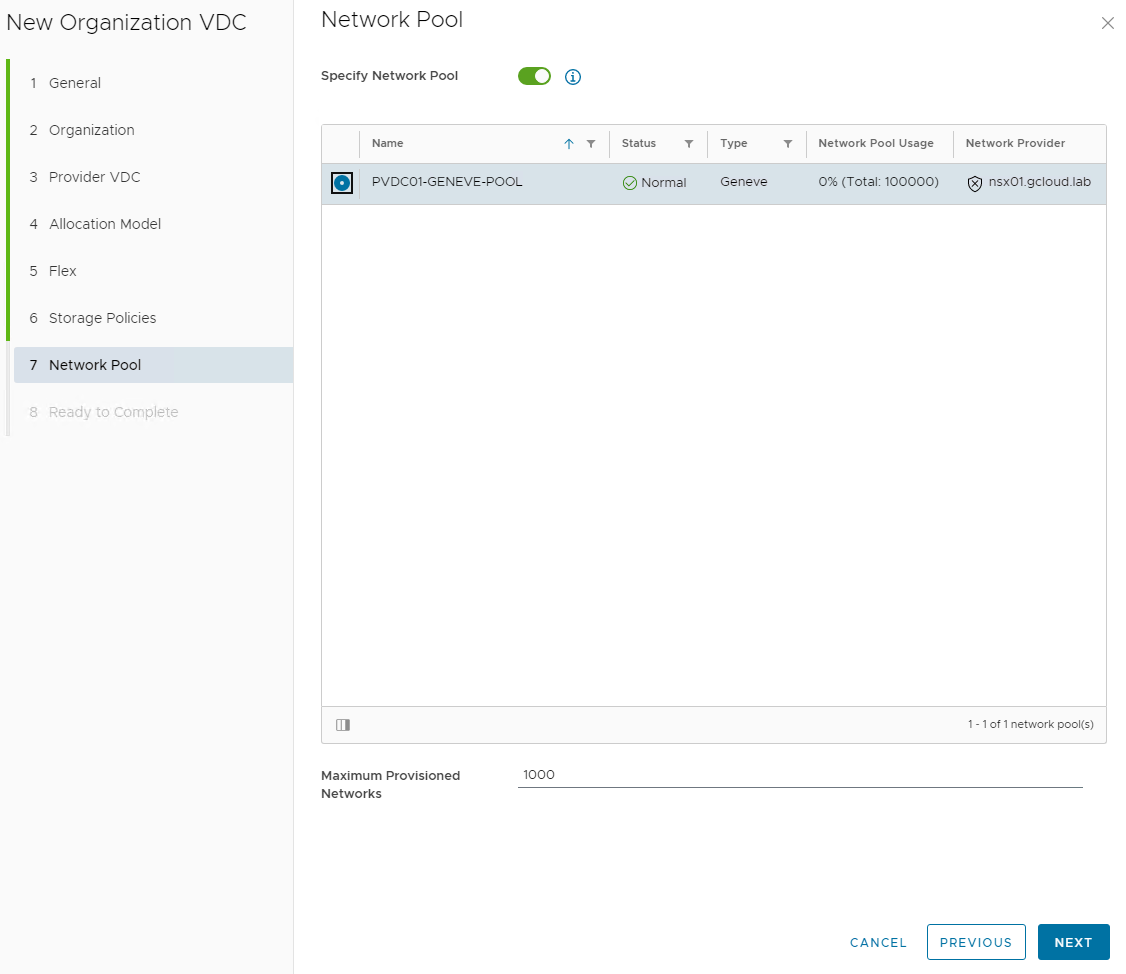 New Organization VDC
1 General
2 Organization
3 Provider VDC
4 Allocation Model
5 Flex
6 Storage Policies
7 Network Pool
8 Ready to Complete
Network Pool
Specify Network Pool
Name Status Type Network Pool Usage Network Provider
PVDC01-GENEVE-POOL Normal Geneve 0% (Total: 100000) nsx01.gcloud.lab
1 - 1 of 1 network pool(s)
Maximum Provisioned
Networks
1000
CANCEL PREVIOUS NEXT